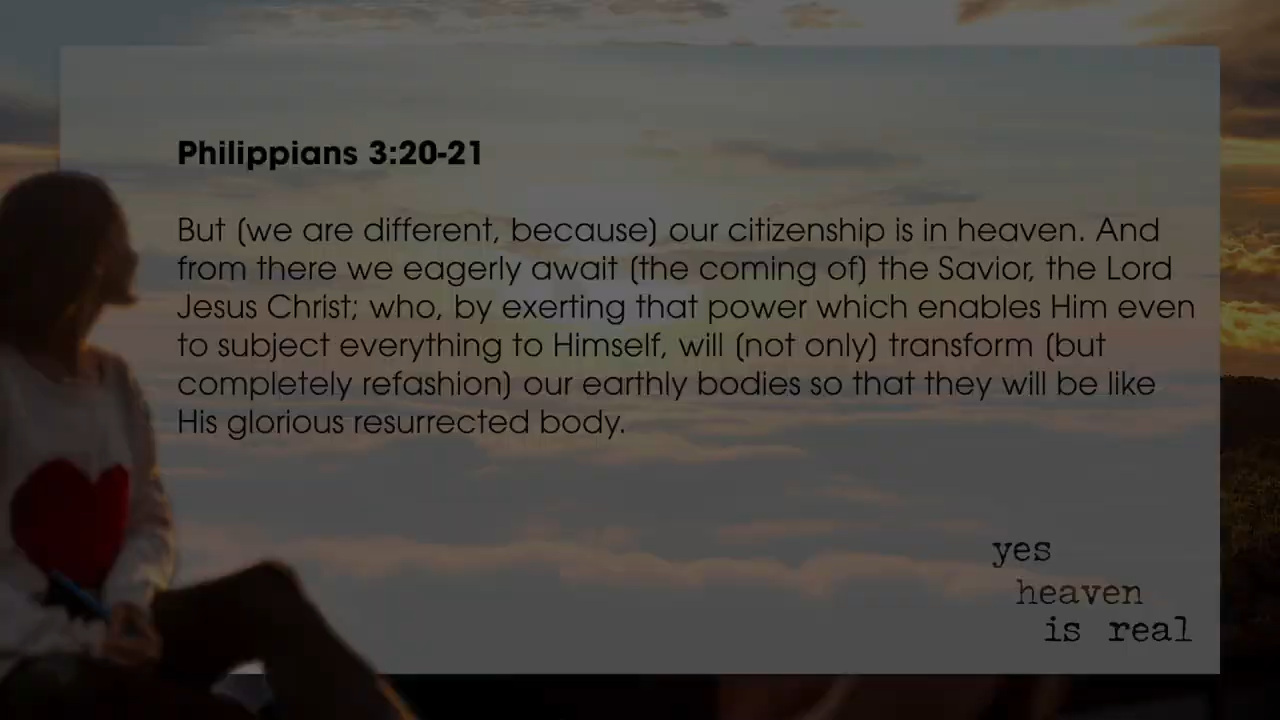 Philippians 3:20-21
But (we are different, because) our citizenship is in heaven. And
from there we eagerly await (the coming of) the Savior, the Lord
Jesus Christ; who, by exerting that power which enables Him even
to subject everything to Himself, will (not only) transform (but
completely refashion) our earthly bodies so that they will be like
His glorious resurrected body.
yes
heaven
is real